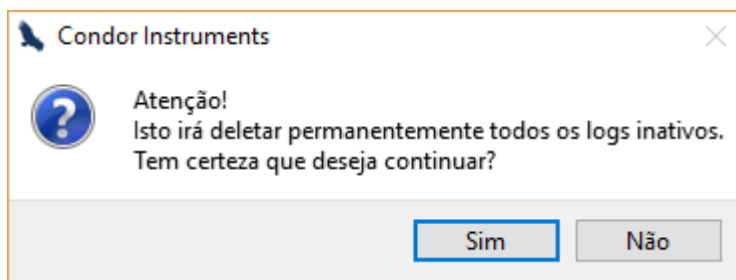 Condor Instruments
Atenção!
Isto irá deletar permanentemente todos os logs inativos.
Tem certeza que deseja continuar?
Sim
Não